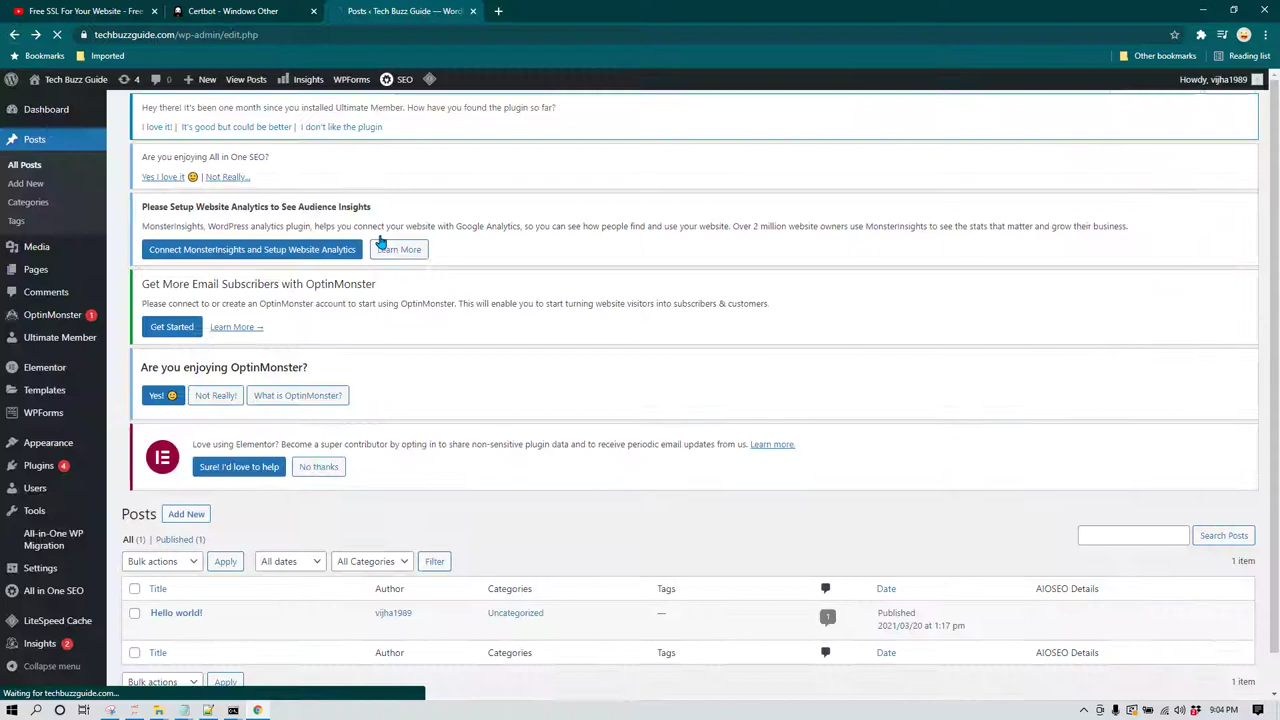 Free SSL For Your Website - Free
Certbot - Windows Other
Posts ‹ Tech Buzz Guide — Word
techbuzzguide.com/wp-admin/edit.php
Bookmarks
Imported
Other bookmarks
Reading list
Tech Buzz Guide
4
0
New
View Posts
Insights
WPForms
SEO
Howdy, vijha1989
Dashboard
Posts
All Posts
Add New
Categories
Tags
Media
Pages
Comments
OptinMonster 1
Ultimate Member
Elementor
Templates
WPForms
Appearance
Plugins 4
Users
Tools
All-in-One WP
Migration
Settings
All in One SEO
LiteSpeed Cache
Insights 2
Collapse menu
Hey there! It's been one month since you installed Ultimate Member. How have you found the plugin so far?
I love it! | It's good but could be better | I don't like the plugin
Are you enjoying All in One SEO?
Yes I love it | Not Really...
Please Setup Website Analytics to See Audience Insights
MonsterInsights, WordPress analytics plugin, helps you connect your website with Google Analytics, so you can see how people find and use your website. Over 2 million website owners use MonsterInsights to see the stats that matter and grow their business.
Connect MonsterInsights and Setup Website Analytics
Learn More
Get More Email Subscribers with OptinMonster
Please connect to or create an OptinMonster account to start using OptinMonster. This will enable you to start turning website visitors into subscribers & customers.
Get Started
Learn More →
Are you enjoying OptinMonster?
Yes!
Not Really!
What is OptinMonster?
Love using Elementor? Become a super contributor by opting in to share non-sensitive plugin data and to receive periodic email updates from us. Learn more.
Sure! I'd love to help
No thanks
Posts
Add New
All (1) | Published (1)
Search Posts
Bulk actions
Apply
All dates
All Categories
Filter
1 item
Title
Author
Categories
Tags
Date
AIOSEO Details
Hello world!
vijha1989
Uncategorized
—
1
Published
2021/03/20 at 1:17 pm
Title
Author
Categories
Tags
Date
AIOSEO Details
Bulk actions
Apply
1 item
Waiting for techbuzzguide.com...
9:04 PM